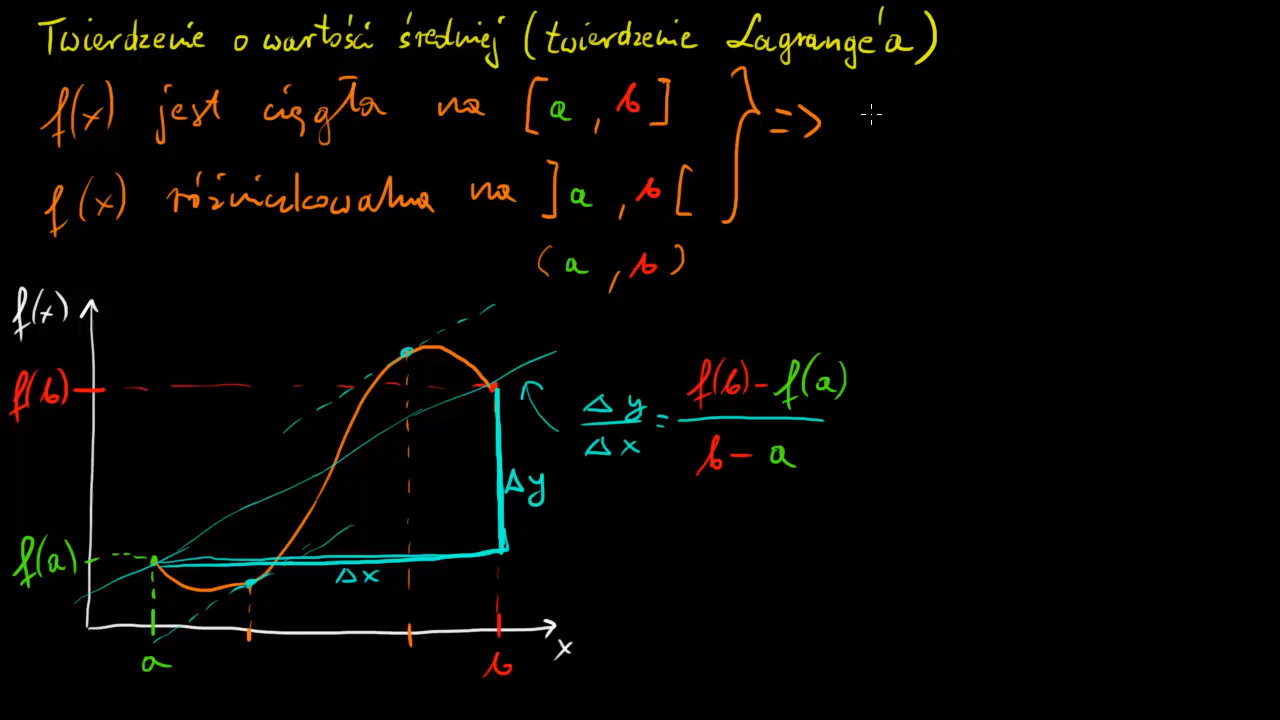 Twierdzenie o wartości średniej (twierdzenie Lagrange'a)
f(x) jest ciągła na [a, b] } =>
f(x) różniczkowalna na ]a, b[
(a, b)
f(x)
f(b)
Δy/Δx = f(b) - f(a) / b - a
Δy
f(a)
Δx
x
a b